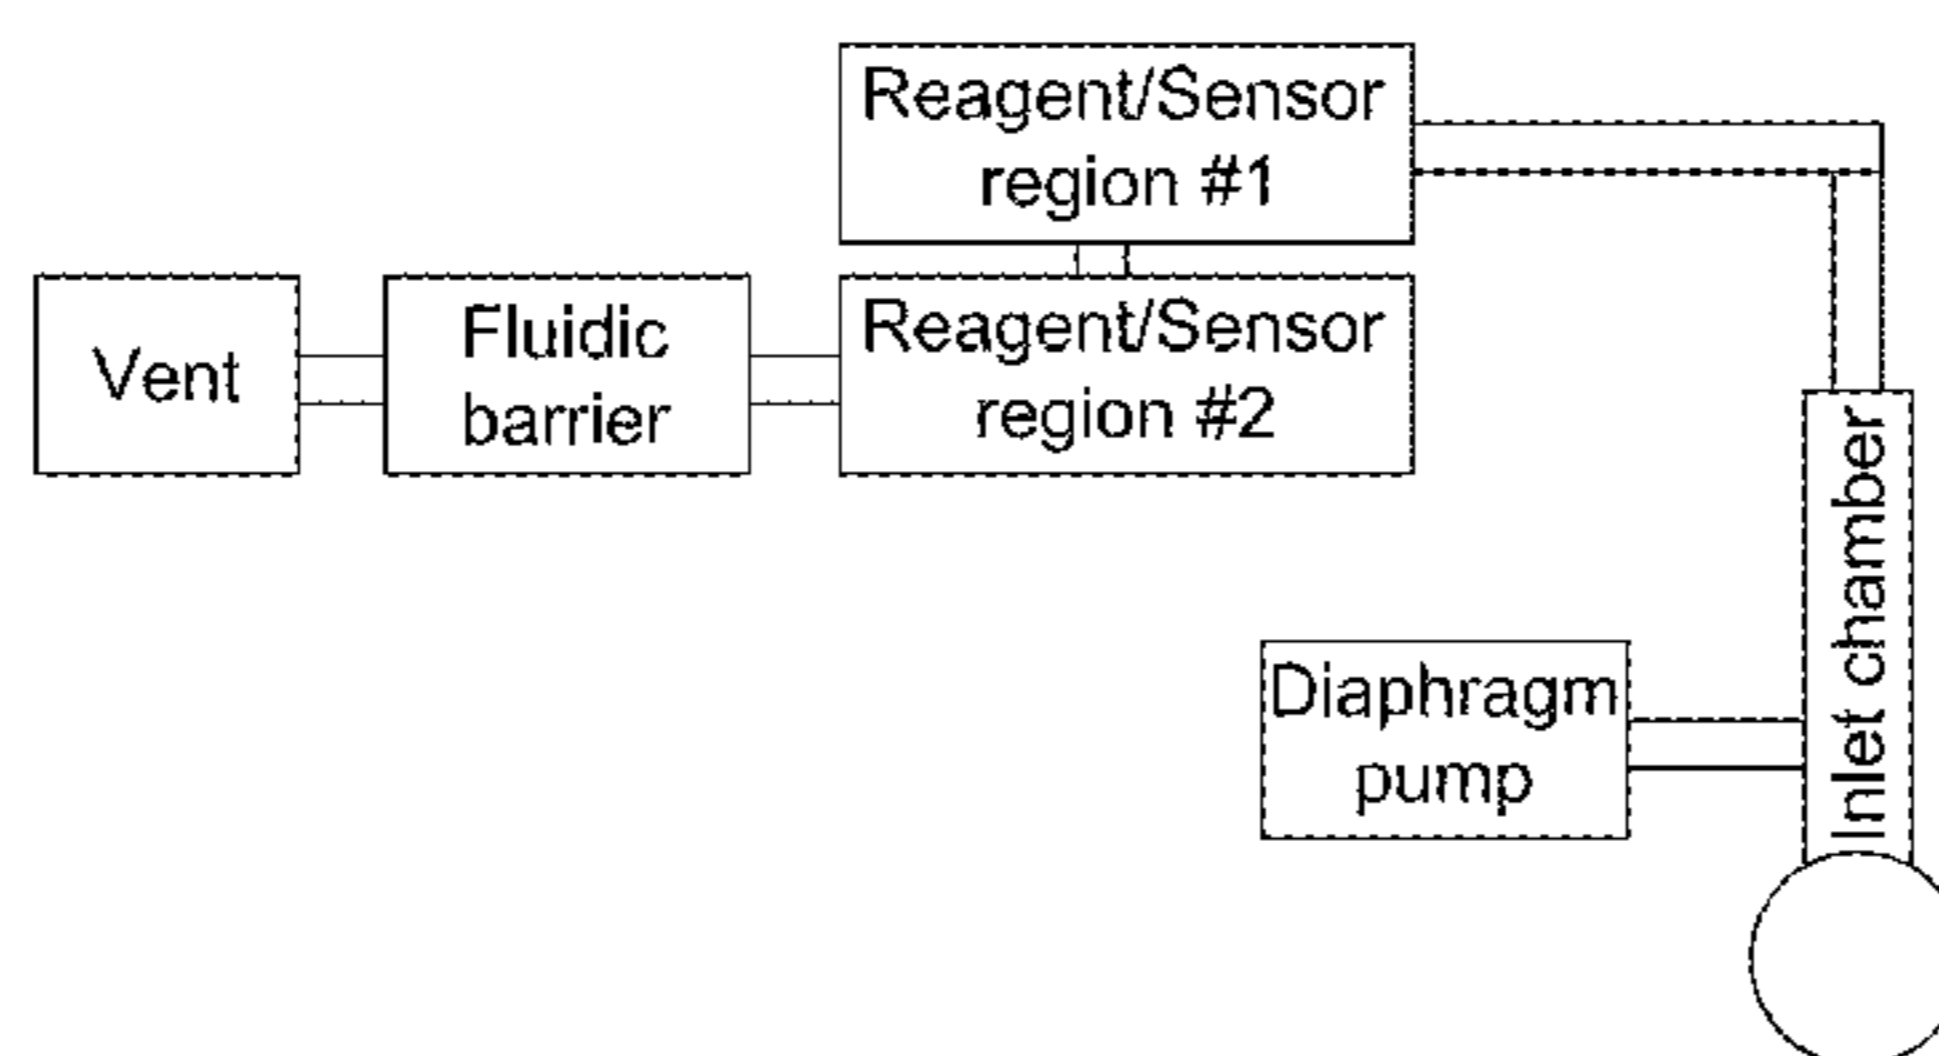 Reagent/Sensor
region #1
Vent
Fluidic
barrier
Reagent/Sensor
region #2
Inlet chamber
Diaphragm
pump